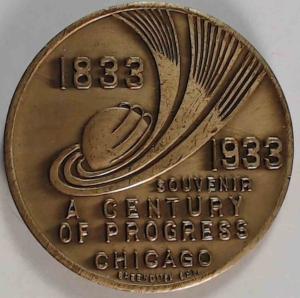 1833
1933
SOUVENIR
A CENTURY
OF PROGRESS
CHICAGO